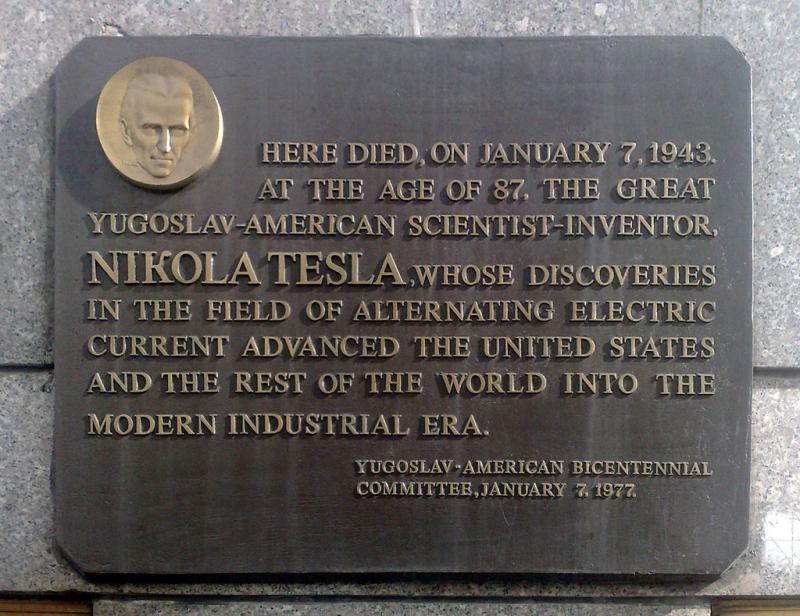 HERE DIED, ON JANUARY 7, 1943.
AT THE AGE OF 87, THE GREAT
YUGOSLAV-AMERICAN SCIENTIST-INVENTOR,
NIKOLA TESLA, WHOSE DISCOVERIES
IN THE FIELD OF ALTERNATING ELECTRIC
CURRENT ADVANCED THE UNITED STATES
AND THE REST OF THE WORLD INTO THE
MODERN INDUSTRIAL ERA.
YUGOSLAV-AMERICAN BICENTENNIAL
COMMITTEE, JANUARY 7, 1977.